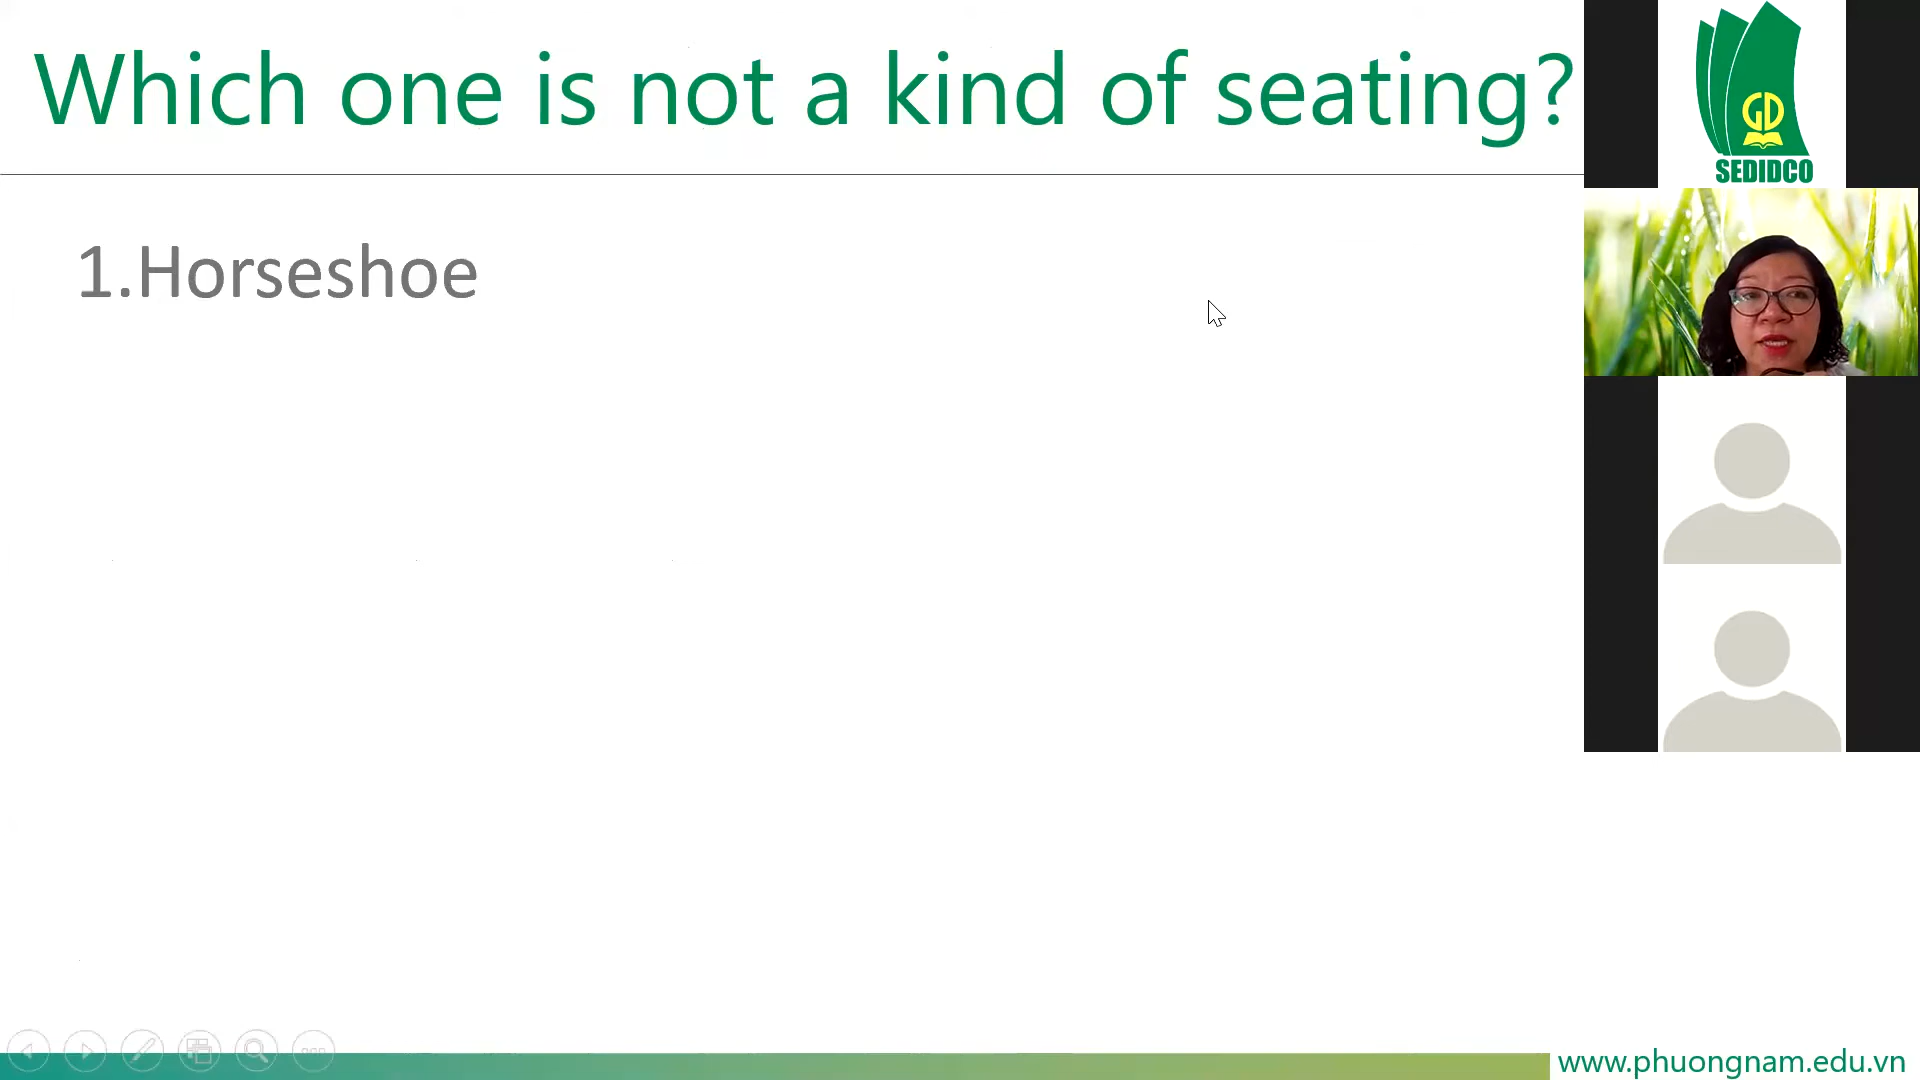 Which one is not a kind of seating?
GD
SEDIDCO
1.Horseshoe
www.phuongnam.edu.vn